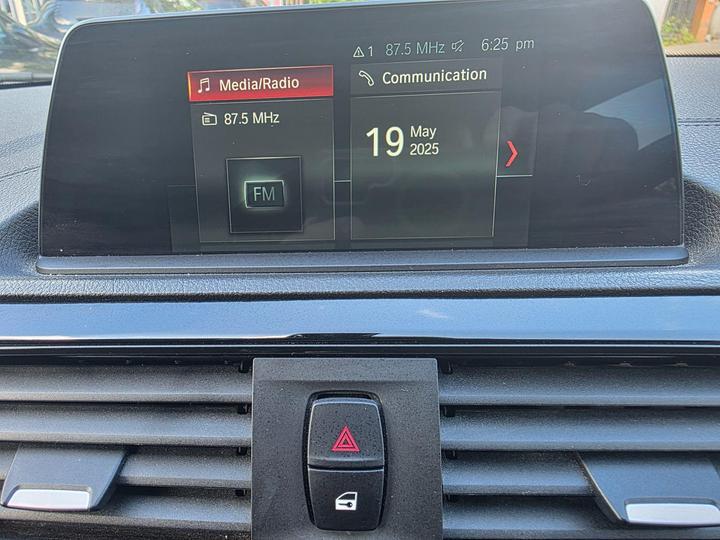 1 87.5 MHz 6:25 pm
Media/Radio
87.5 MHz
FM
Communication
19 May
2025